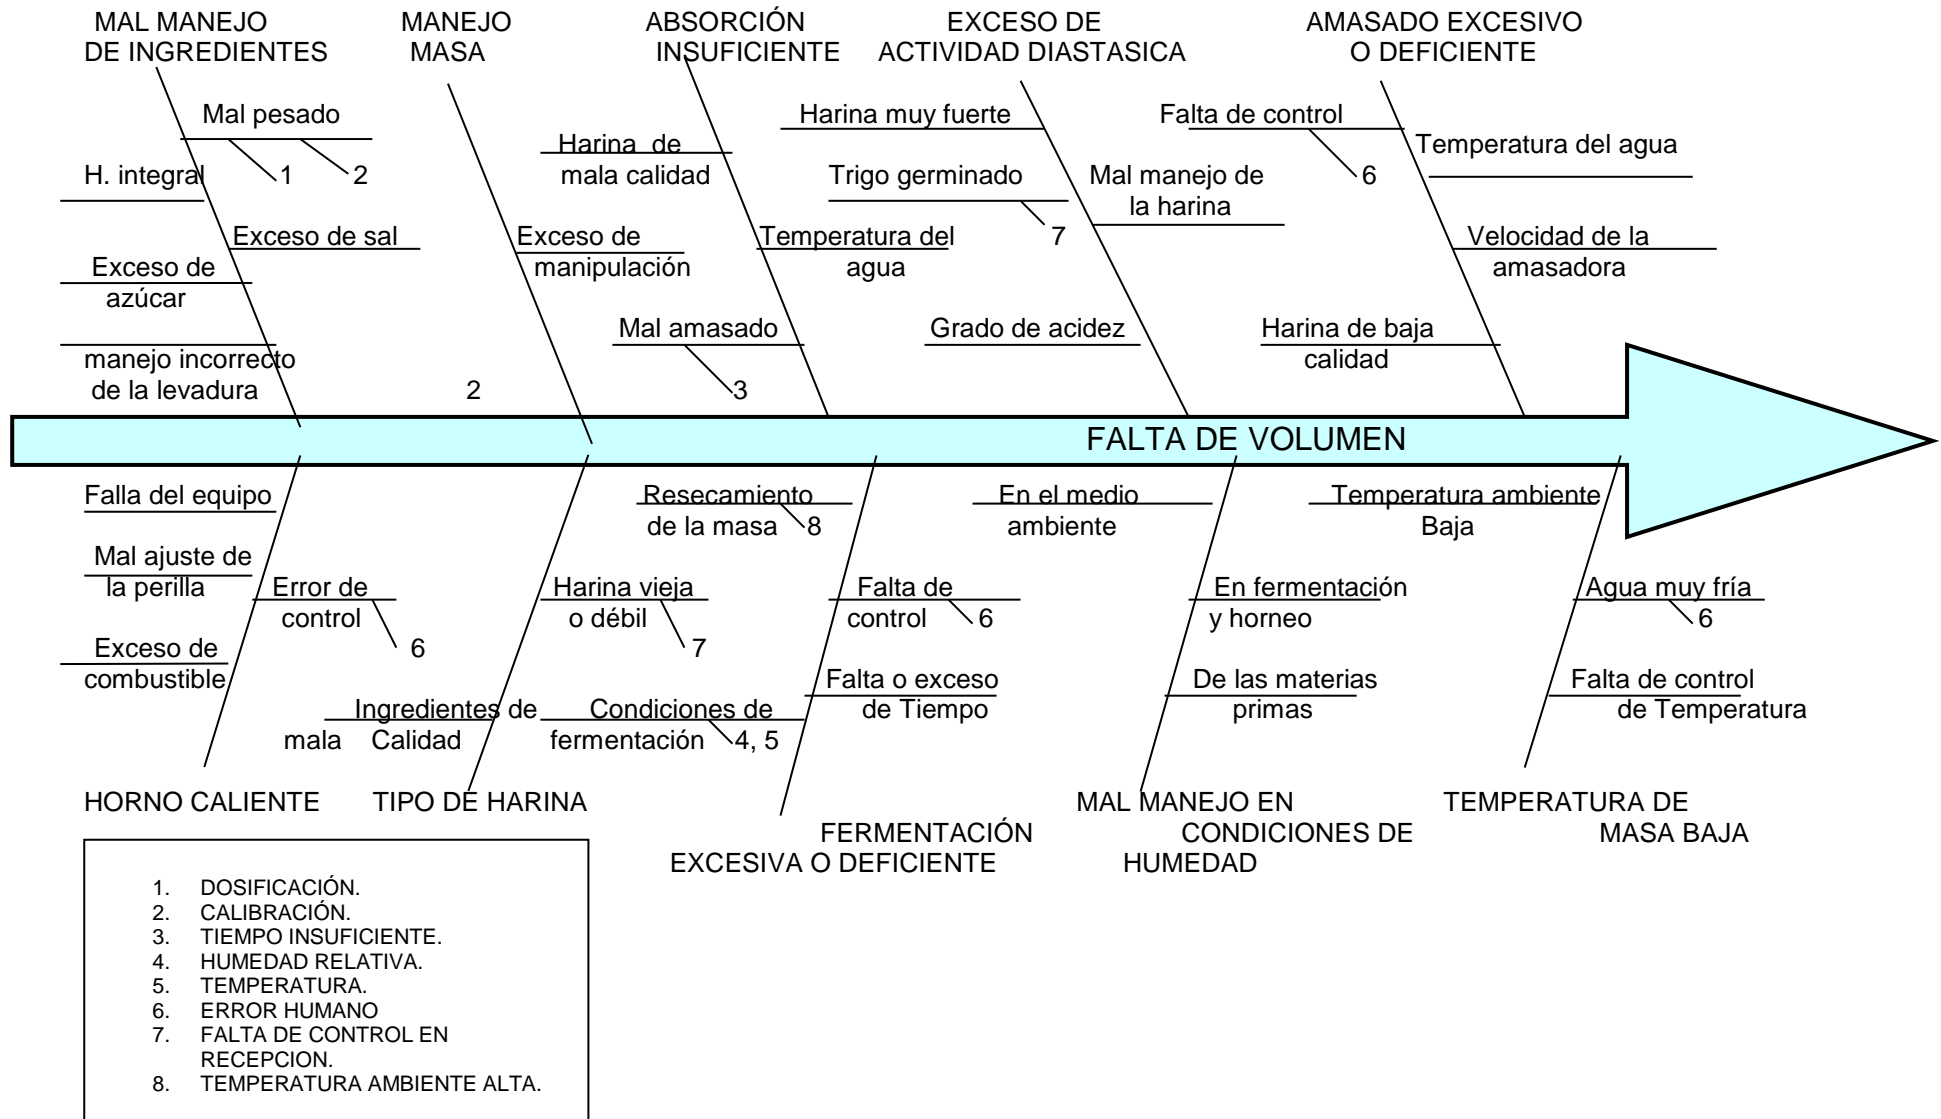 MAL MANEJO
DE INGREDIENTES
MANEJO
MASA
ABSORCIÓN
INSUFICIENTE
EXCESO DE
ACTIVIDAD DIASTASICA
AMASADO EXCESIVO
O DEFICIENTE
Mal pesado
1
2
H. integral
Exceso de sal
Exceso de
azúcar
manejo incorrecto
de la levadura
Exceso de
manipulación
2
Harina de
mala calidad
Temperatura del
agua
Mal amasado
3
Harina muy fuerte
Trigo germinado
7
Mal manejo de
la harina
Grado de acidez
Falta de control
6
Temperatura del agua
Velocidad de la
amasadora
Harina de baja
calidad
FALTA DE VOLUMEN
Falla del equipo
Mal ajuste de
la perilla
Error de
control
6
Exceso de
combustible
Harina vieja
o débil
7
Ingredientes de
mala Calidad
Resecamiento
de la masa
8
Falta de
control
6
Falta o exceso
de Tiempo
Condiciones de
fermentación
4, 5
En el medio
ambiente
En fermentación
y horneo
De las materias
primas
Temperatura ambiente
Baja
Agua muy fría
6
Falta de control
de Temperatura
HORNO CALIENTE
TIPO DE HARINA
FERMENTACIÓN
EXCESIVA O DEFICIENTE
MAL MANEJO EN
CONDICIONES DE
HUMEDAD
TEMPERATURA DE
MASA BAJA
1. DOSIFICACIÓN.
2. CALIBRACIÓN.
3. TIEMPO INSUFICIENTE.
4. HUMEDAD RELATIVA.
5. TEMPERATURA.
6. ERROR HUMANO
7. FALTA DE CONTROL EN
RECEPCION.
8. TEMPERATURA AMBIENTE ALTA.